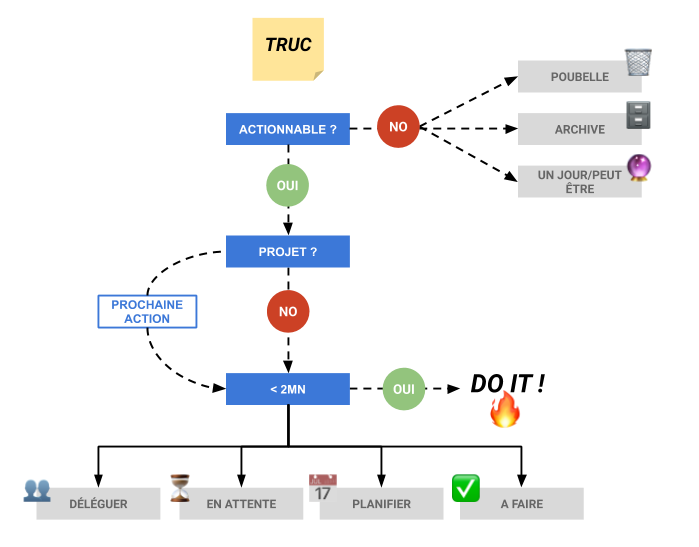 TRUC
POUBELLE
ACTIONNABLE ?
NO
ARCHIVE
UN JOUR/PEUT
ÊTRE
OUI
PROJET ?
PROCHAINE
ACTION
NO
< 2MN
OUI
DO IT !
JUL
17
DÉLÉGUER
EN ATTENTE
PLANIFIER
A FAIRE